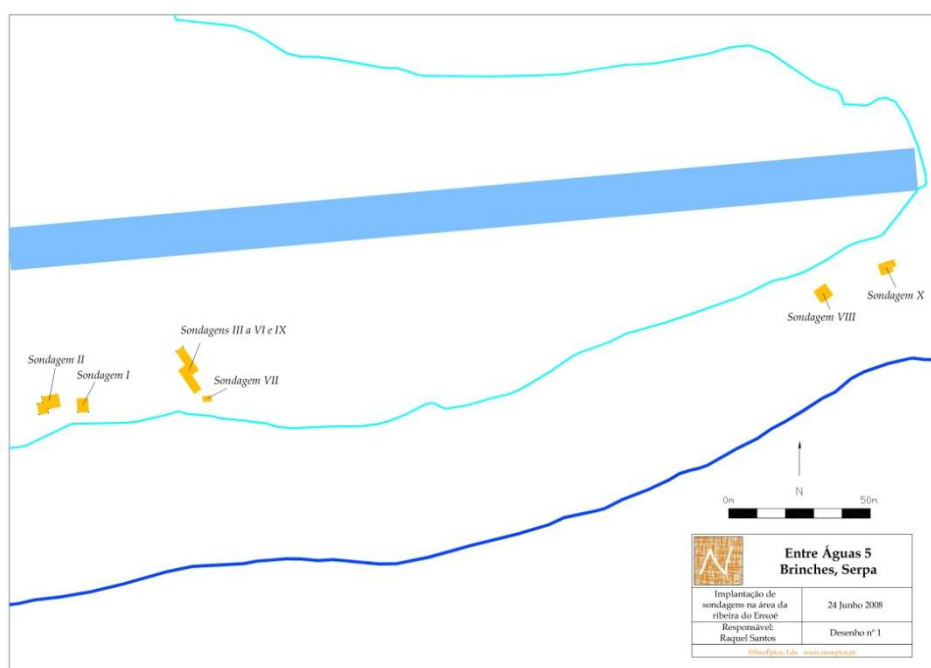 Sondagem X
Sondagem VIII
Sondagens III a VI e IX
Sondagem II
Sondagem I
Sondagem VII
N
0m
50m
N
Entre Águas 5
Brinches, Serpa
Implantação de
sondagens na área da
ribeira do Enxoé
24 Junho 2008
Responsável:
Raquel Santos
Desenho nº 1
©NeoÉpica, Lda www.neoepica.pt